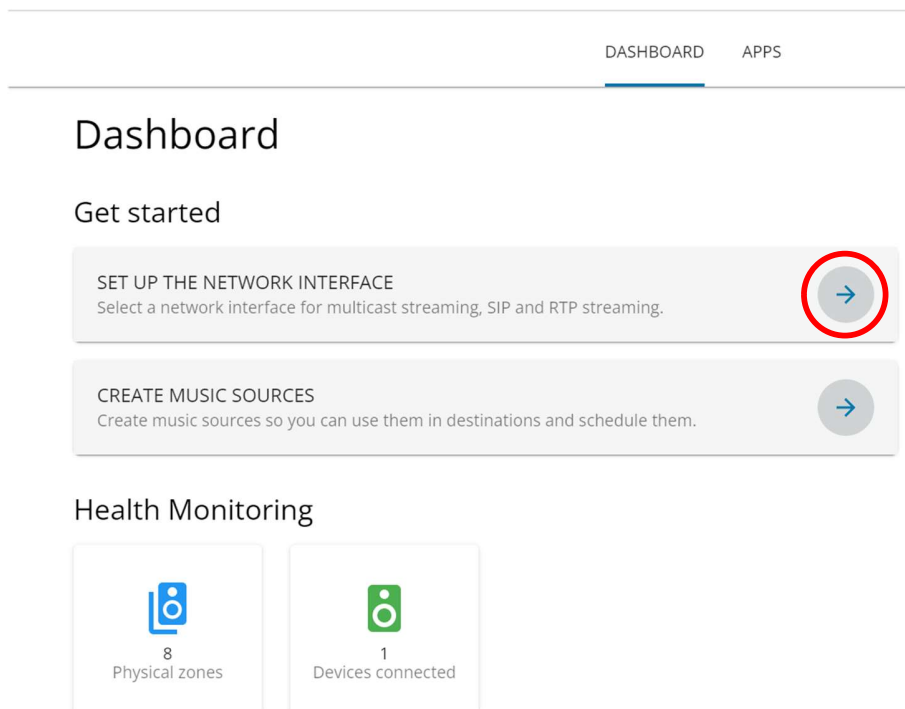 DASHBOARD APPS
Dashboard
Get started
SET UP THE NETWORK INTERFACE
Select a network interface for multicast streaming, SIP and RTP streaming.
CREATE MUSIC SOURCES
Create music sources so you can use them in destinations and schedule them.
Health Monitoring
8
Physical zones
1
Devices connected